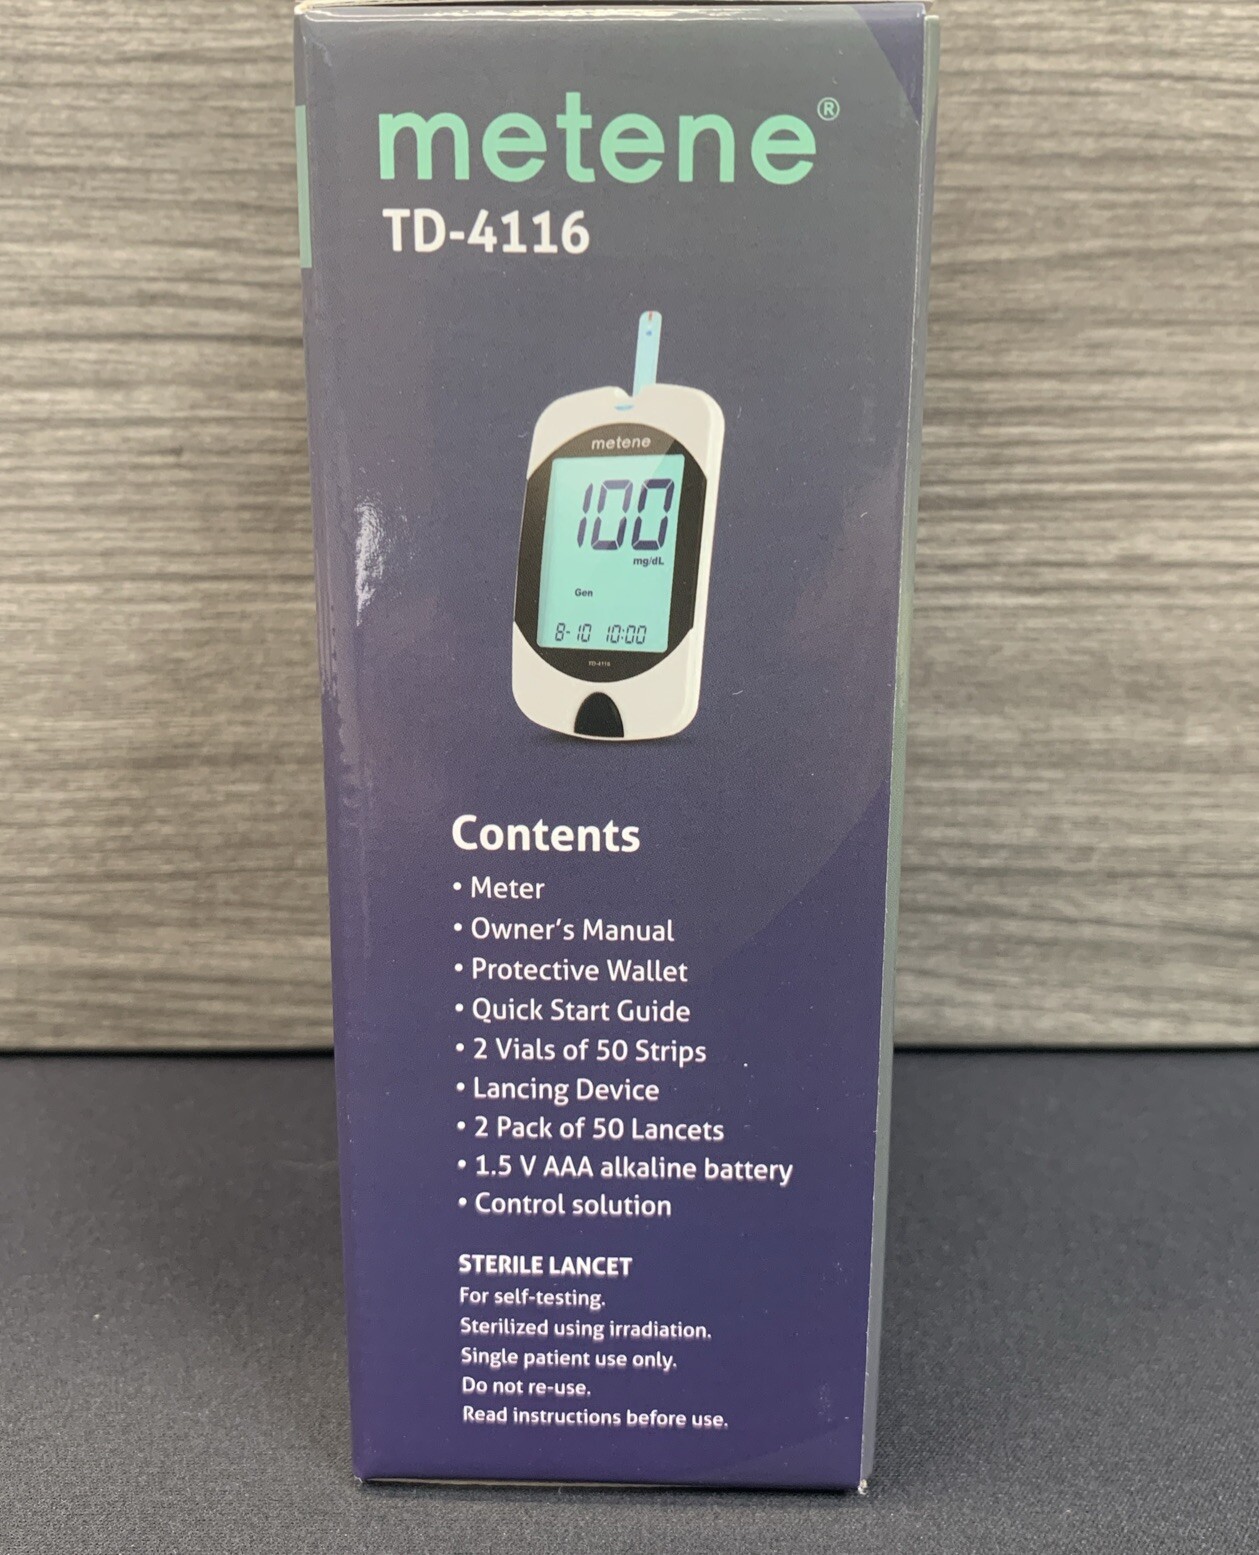 metene®
TD-4116
metene
100
mg/dL
Gen
8-10 10:00
TD-4116
Contents
• Meter
• Owner's Manual
• Protective Wallet
• Quick Start Guide
• 2 Vials of 50 Strips
• Lancing Device
• 2 Pack of 50 Lancets
• 1.5 V AAA alkaline battery
• Control solution
STERILE LANCET
For self-testing.
Sterilized using irradiation.
Single patient use only.
Do not re-use.
Read instructions before use.